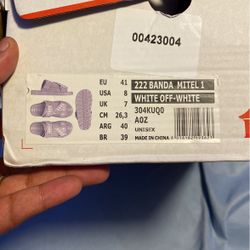 00423004
EU 41
US 8
UK 7
CM 26,3
ARG 40
BR 39
222 BANDA MITEL 1
WHITE OFF-WHITE
304KUQ0
A0Z
UNISEX
MADE IN CHINA